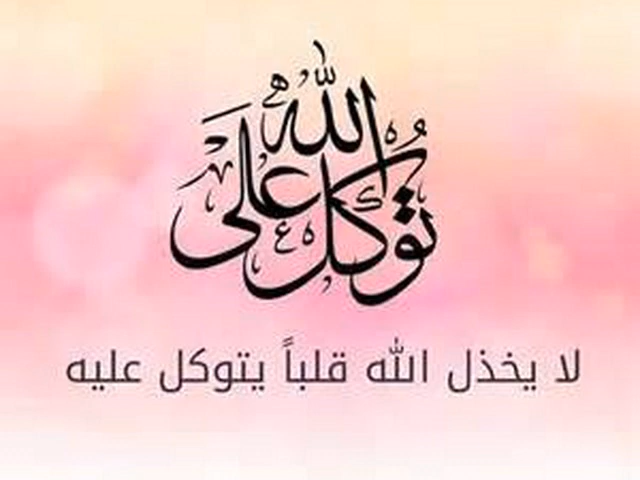 توكل على الله
لا يخذل الله قلباً يتوكل عليه